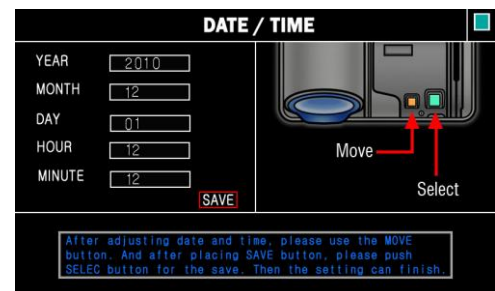 DATE / TIME
YEAR 2010
MONTH 12
DAY 01
HOUR 12
MINUTE 12
SAVE
Move
Select
After adjusting date and time, please use the MOVE
button. And after placing SAVE button, please push
SELEC button for the save. Then the setting can finish.